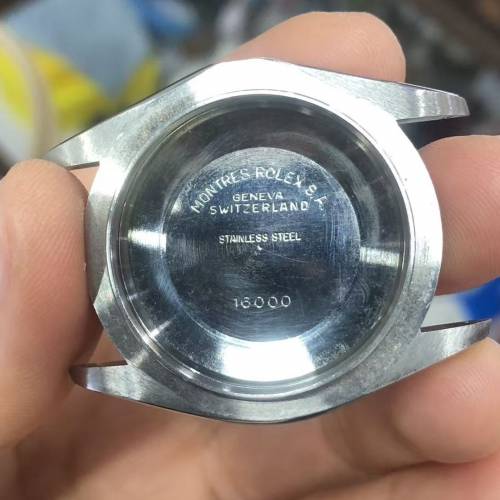 MONTRES ROLEX S.A.
GENEVA
SWITZERLAND
STAINLESS STEEL
16000